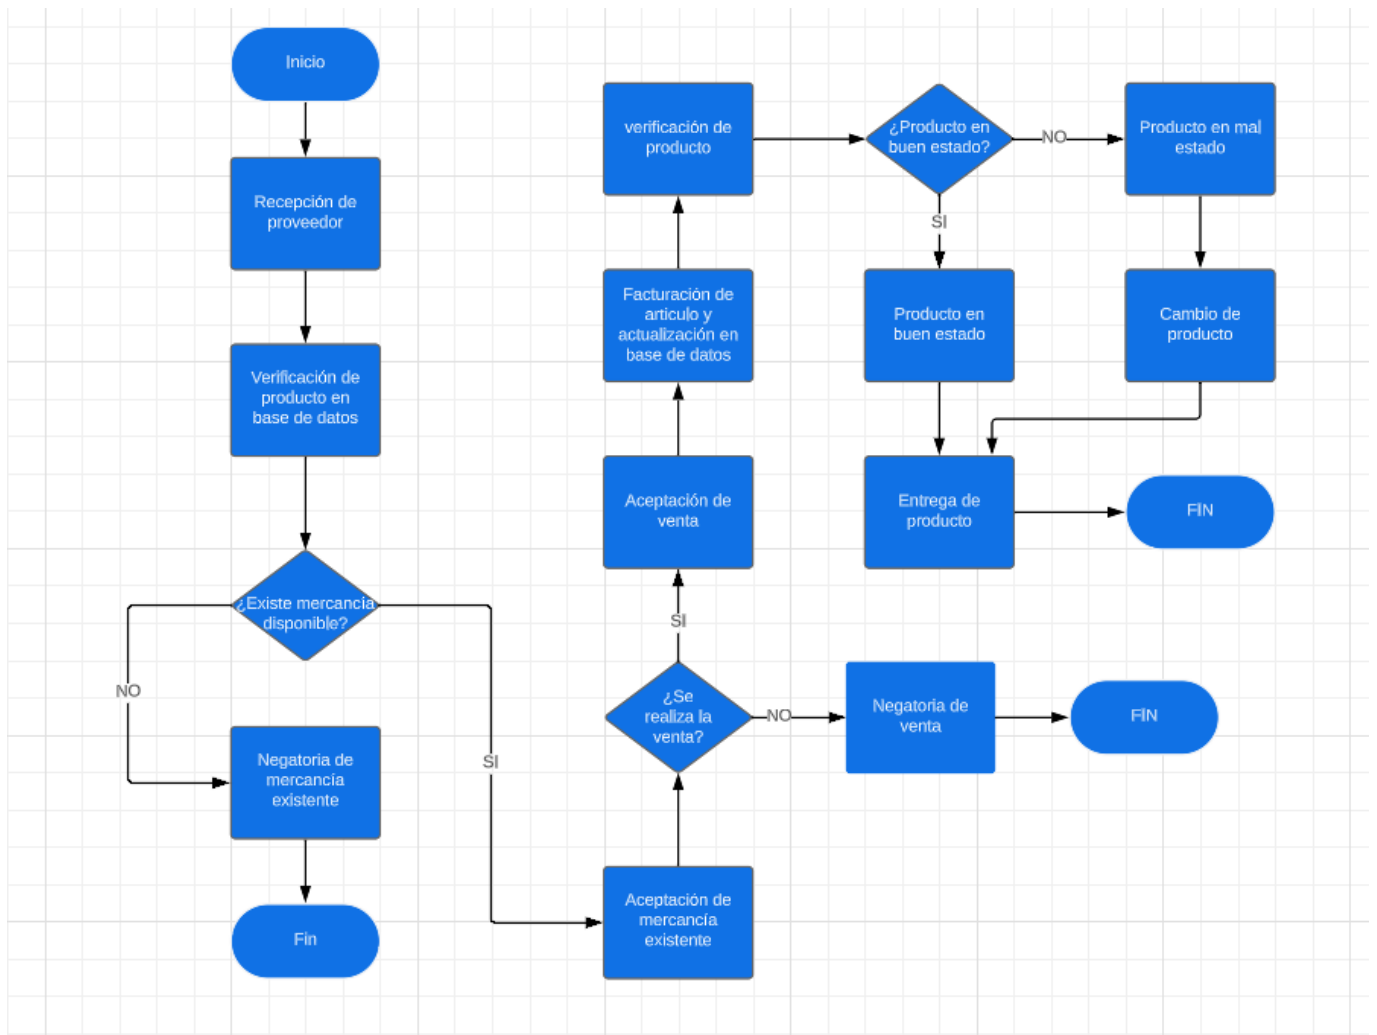 Inicio
Recepción de
proveedor
Verificación de
producto en
base de datos
¿Existe mercancía
disponible?
NO
Negatoria de
mercancía
existente
Fin
SI
Aceptación de
mercancía
existente
¿Se
realiza la
venta?
NO
Negatoria de
venta
FIN
SI
Aceptación de
venta
Facturación de
articulo y
actualización en
base de datos
verificación de
producto
¿Producto en
buen estado?
NO
Producto en mal
estado
Cambio de
producto
SI
Producto en
buen estado
Entrega de
producto
FIN